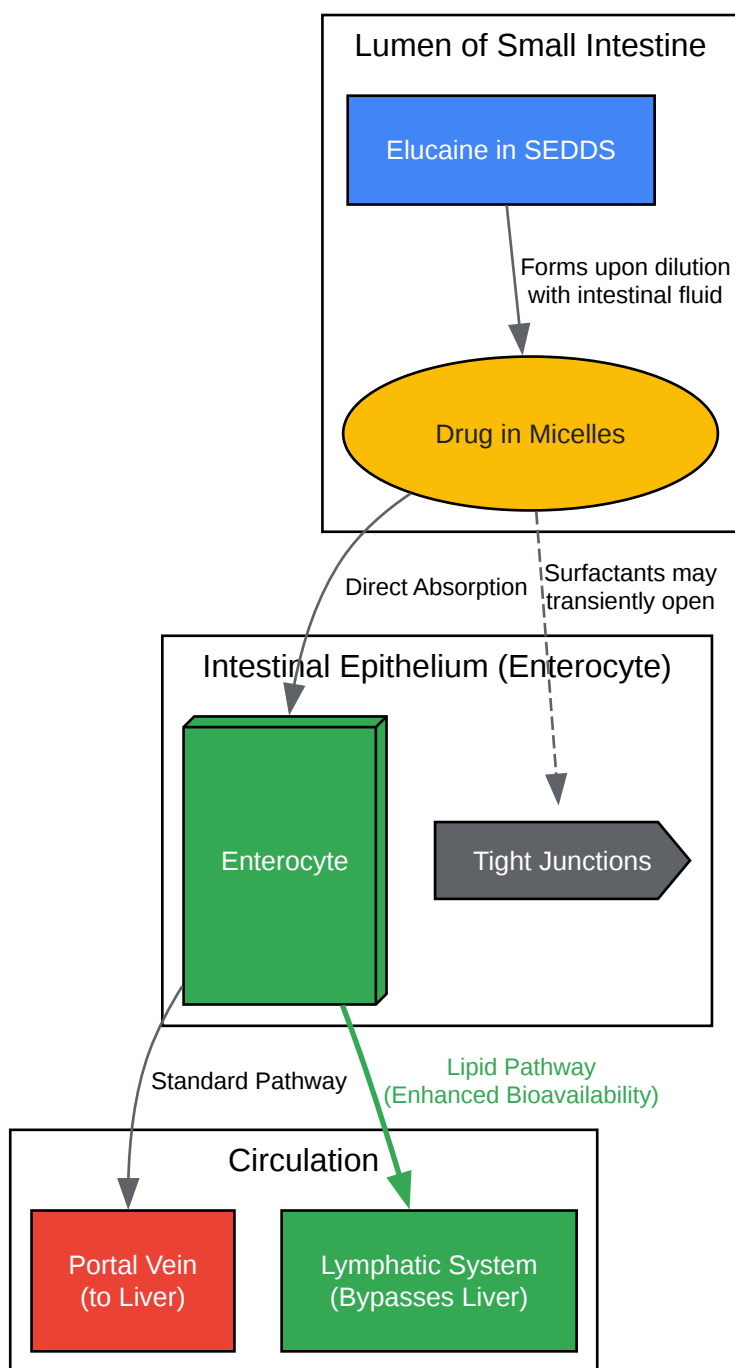 Lumen of Small Intestine
Elucaine in SEDDS
Forms upon dilution
with intestinal fluid
Drug in Micelles
Direct Absorption
Surfactants may
transiently open
Intestinal Epithelium (Enterocyte)
Enterocyte
Tight Junctions
Standard Pathway
Lipid Pathway
(Enhanced Bioavailability)
Circulation
Portal Vein
(to Liver)
Lymphatic System
(Bypasses Liver)